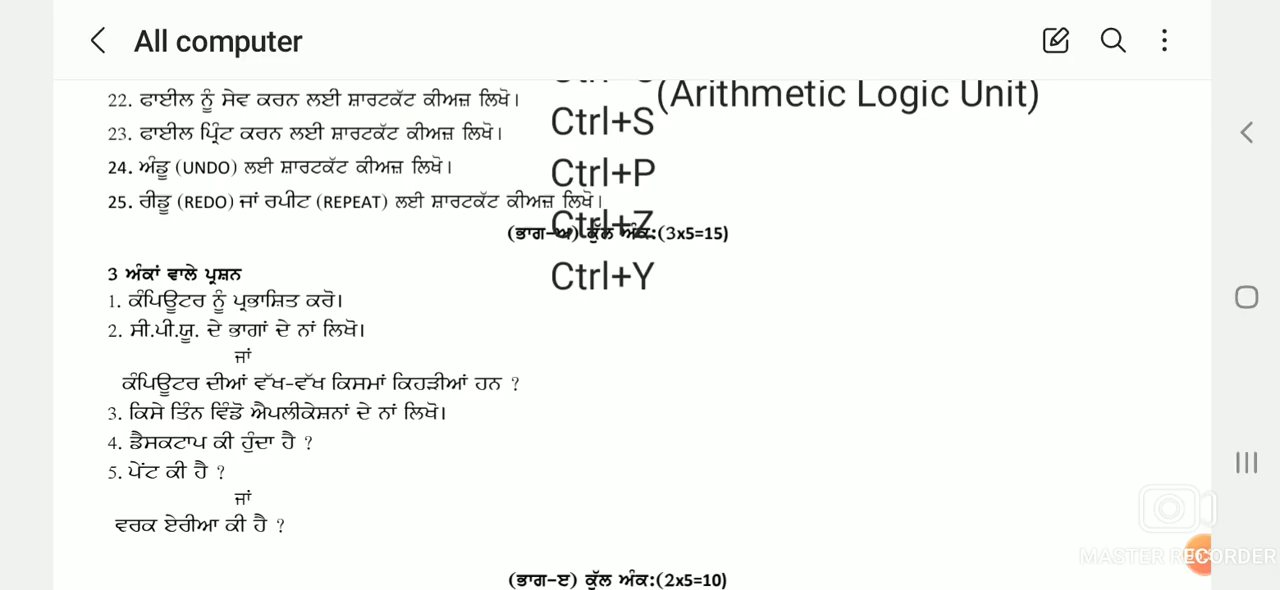 All computer
22. ਫਾਈਲ ਨੂੰ ਸੇਵ ਕਰਨ ਲਈ ਸ਼ਾਰਟਕੱਟ ਕੀਅਜ਼ ਲਿਖੋ।
(Arithmetic Logic Unit)
Ctrl+S
23. ਫਾਈਲ ਪ੍ਰਿੰਟ ਕਰਨ ਲਈ ਸ਼ਾਰਟਕੱਟ ਕੀਅਜ਼ ਲਿਖੋ।
24. ਅੰਡੂ (UNDO) ਲਈ ਸ਼ਾਰਟਕੱਟ ਕੀਅਜ਼ ਲਿਖੋ।
Ctrl+P
25. ਰੀਡੂ (REDO) ਜਾਂ ਰਪੀਟ (REPEAT) ਲਈ ਸ਼ਾਰਟਕੱਟ ਕੀਅਜ਼ ਲਿਖੋ।
Ctrl+Z
(ਭਾਗ-ਅ) ਕੁੱਲ ਅੰਕ:(3x5=15)
3 ਅੰਕਾਂ ਵਾਲੇ ਪ੍ਰਸ਼ਨ
Ctrl+Y
1. ਕੰਪਿਊਟਰ ਨੂੰ ਪ੍ਰਭਾਸ਼ਿਤ ਕਰੋ।
2. ਸੀ.ਪੀ.ਯੂ. ਦੇ ਭਾਗਾਂ ਦੇ ਨਾਂ ਲਿਖੋ।
ਜਾਂ
ਕੰਪਿਊਟਰ ਦੀਆਂ ਵੱਖ-ਵੱਖ ਕਿਸਮਾਂ ਕਿਹੜੀਆਂ ਹਨ ?
3. ਕਿਸੇ ਤਿੰਨ ਵਿੰਡੋ ਐਪਲੀਕੇਸ਼ਨਾਂ ਦੇ ਨਾਂ ਲਿਖੋ।
4. ਡੈਸਕਟਾਪ ਕੀ ਹੁੰਦਾ ਹੈ ?
5. ਪੇਂਟ ਕੀ ਹੈ ?
ਜਾਂ
ਵਰਕ ਏਰੀਆ ਕੀ ਹੈ ?
MASTER RECORDER
(ਭਾਗ-ੲ) ਕੁੱਲ ਅੰਕ:(2x5=10)